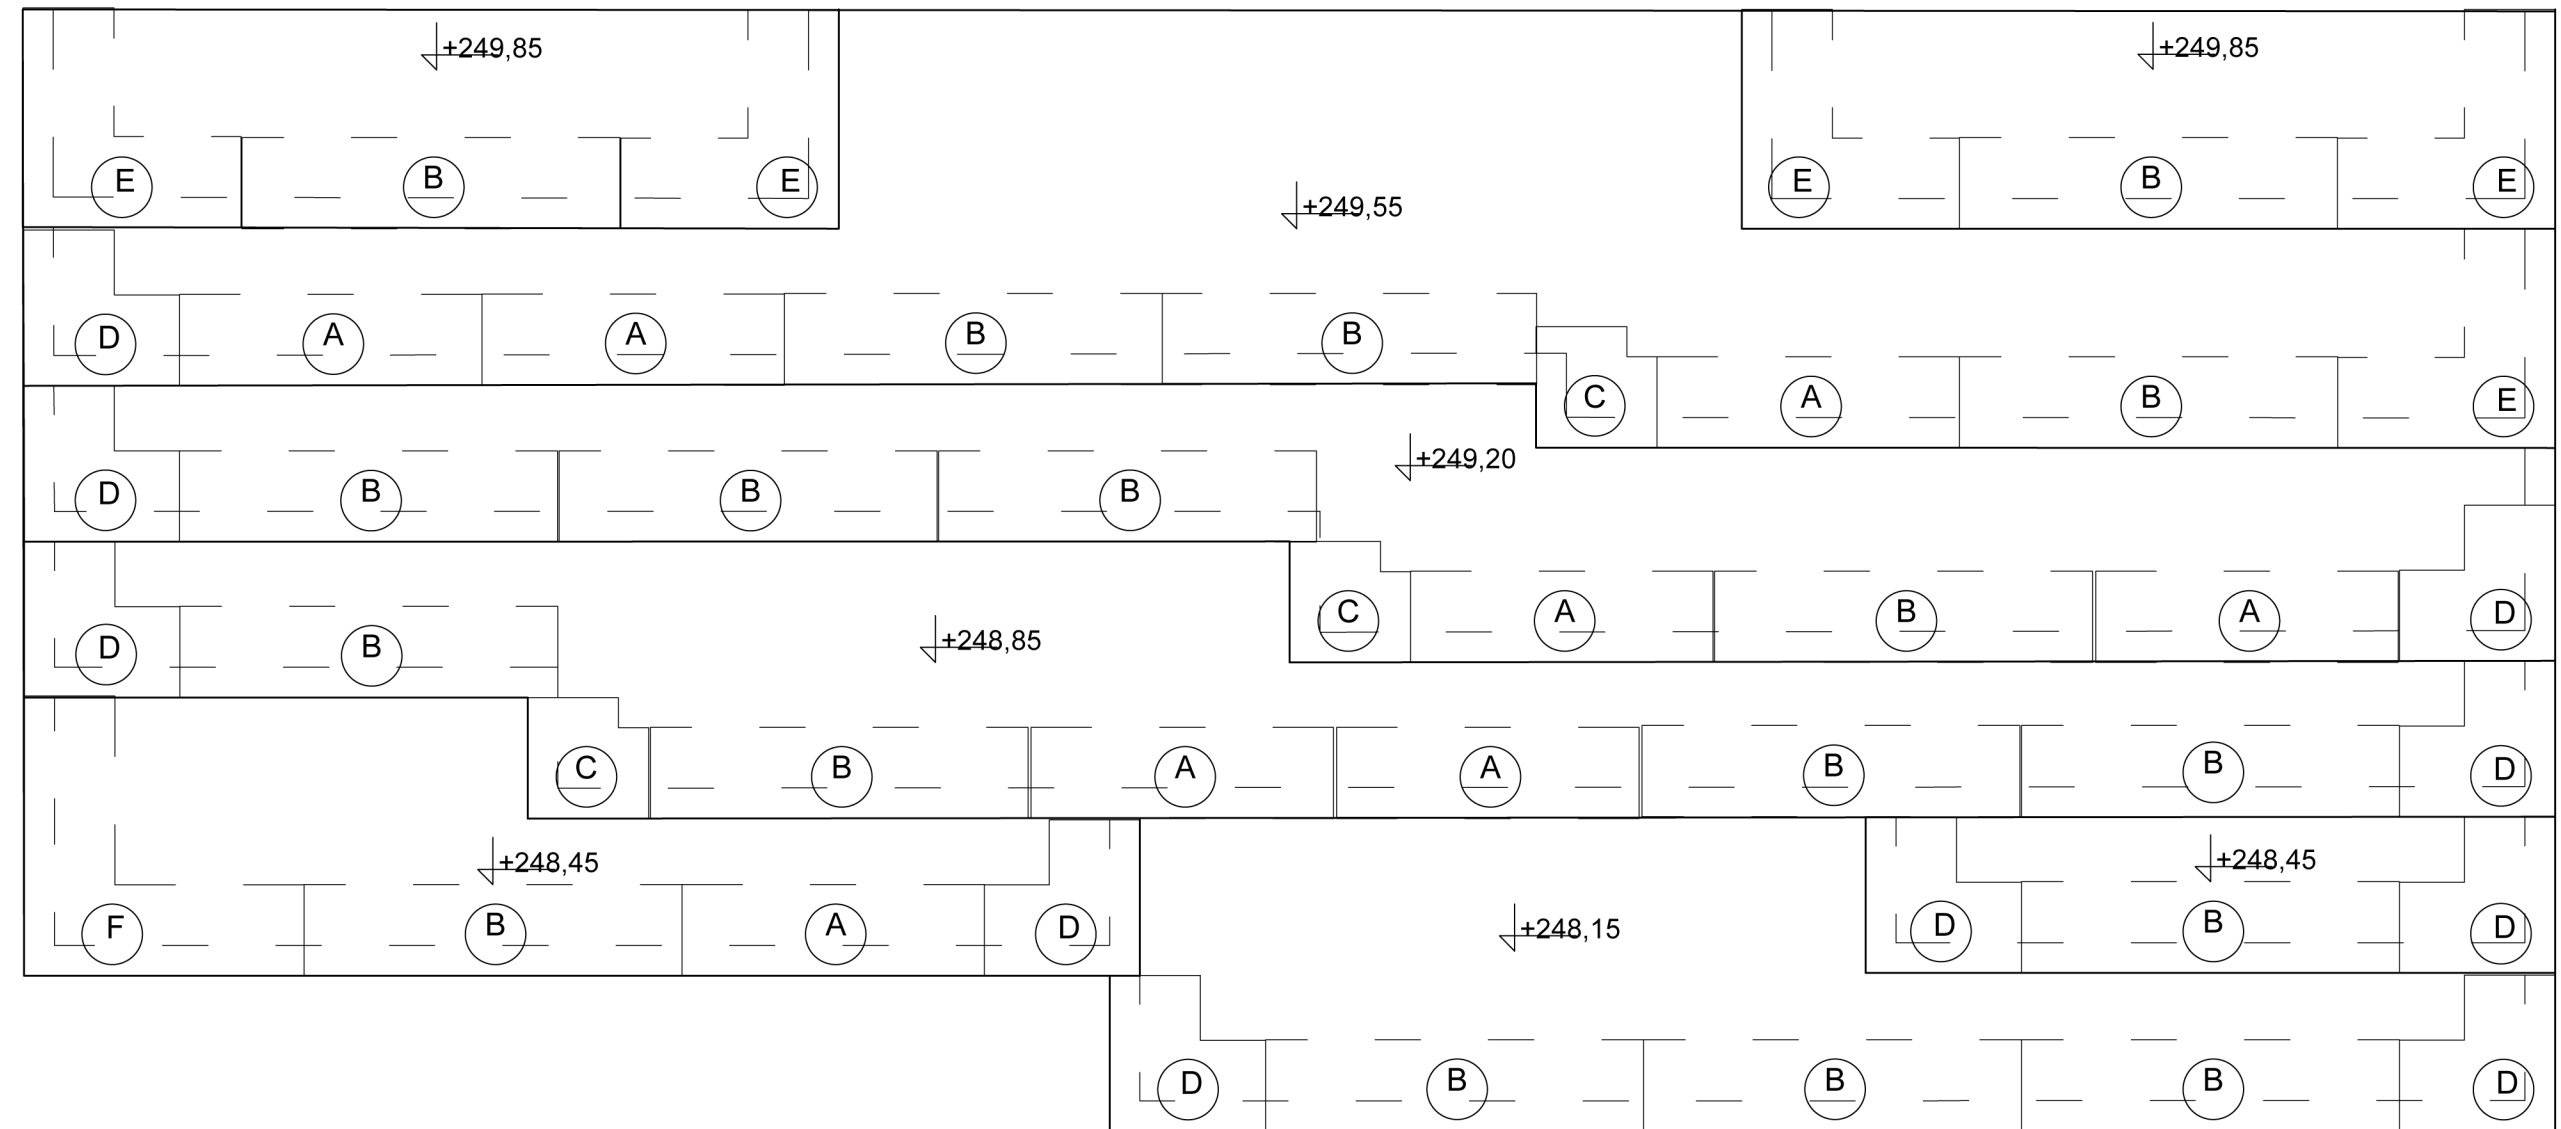 +249,85 +249,85
E B E E B E
+249,55
D A A B B
C A B E
+249,20
D B B B
C A B A D
D B +248,85
C B A A B B D
+248,45 +248,45
F B A D +248,15 D B D
D B B B D